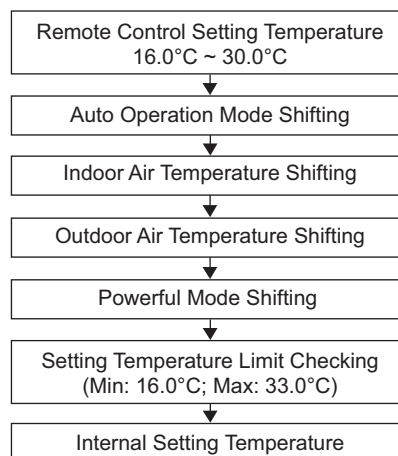 Remote Control Setting Temperature
16.0°C ~ 30.0°C
Auto Operation Mode Shifting
Indoor Air Temperature Shifting
Outdoor Air Temperature Shifting
Powerful Mode Shifting
Setting Temperature Limit Checking
(Min: 16.0°C; Max: 33.0°C)
Internal Setting Temperature